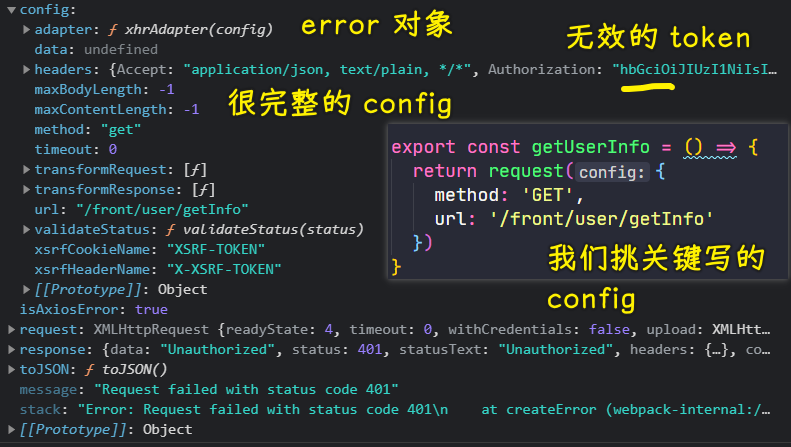 config:
adapter: ƒ xhrAdapter(config)
error 对象
data: undefined
无效的 token
headers: {Accept: "application/json, text/plain, */*", Authorization: "hbGciOiJIUzI1NiIsI…
maxBodyLength: -1
maxContentLength: -1
很完整的 config
method: "get"
timeout: 0
transformRequest: [ƒ]
transformResponse: [ƒ]
url: "/front/user/getInfo"
validateStatus: ƒ validateStatus(status)
xsrfCookieName: "XSRF-TOKEN"
xsrfHeaderName: "X-XSRF-TOKEN"
[[Prototype]]: Object
export const getUserInfo = () => {
return request( config: {
method: 'GET',
url: '/front/user/getInfo'
})
}
我们挑关键写的
config
isAxiosError: true
request: XMLHttpRequest {readyState: 4, timeout: 0, withCredentials: false, upload: XMLHtt…
response: {data: "Unauthorized", status: 401, statusText: "Unauthorized", headers: {…}, co…
toJSON: ƒ toJSON()
message: "Request failed with status code 401"
stack: "Error: Request failed with status code 401\n    at createError (webpack-internal:/…
[[Prototype]]: Object